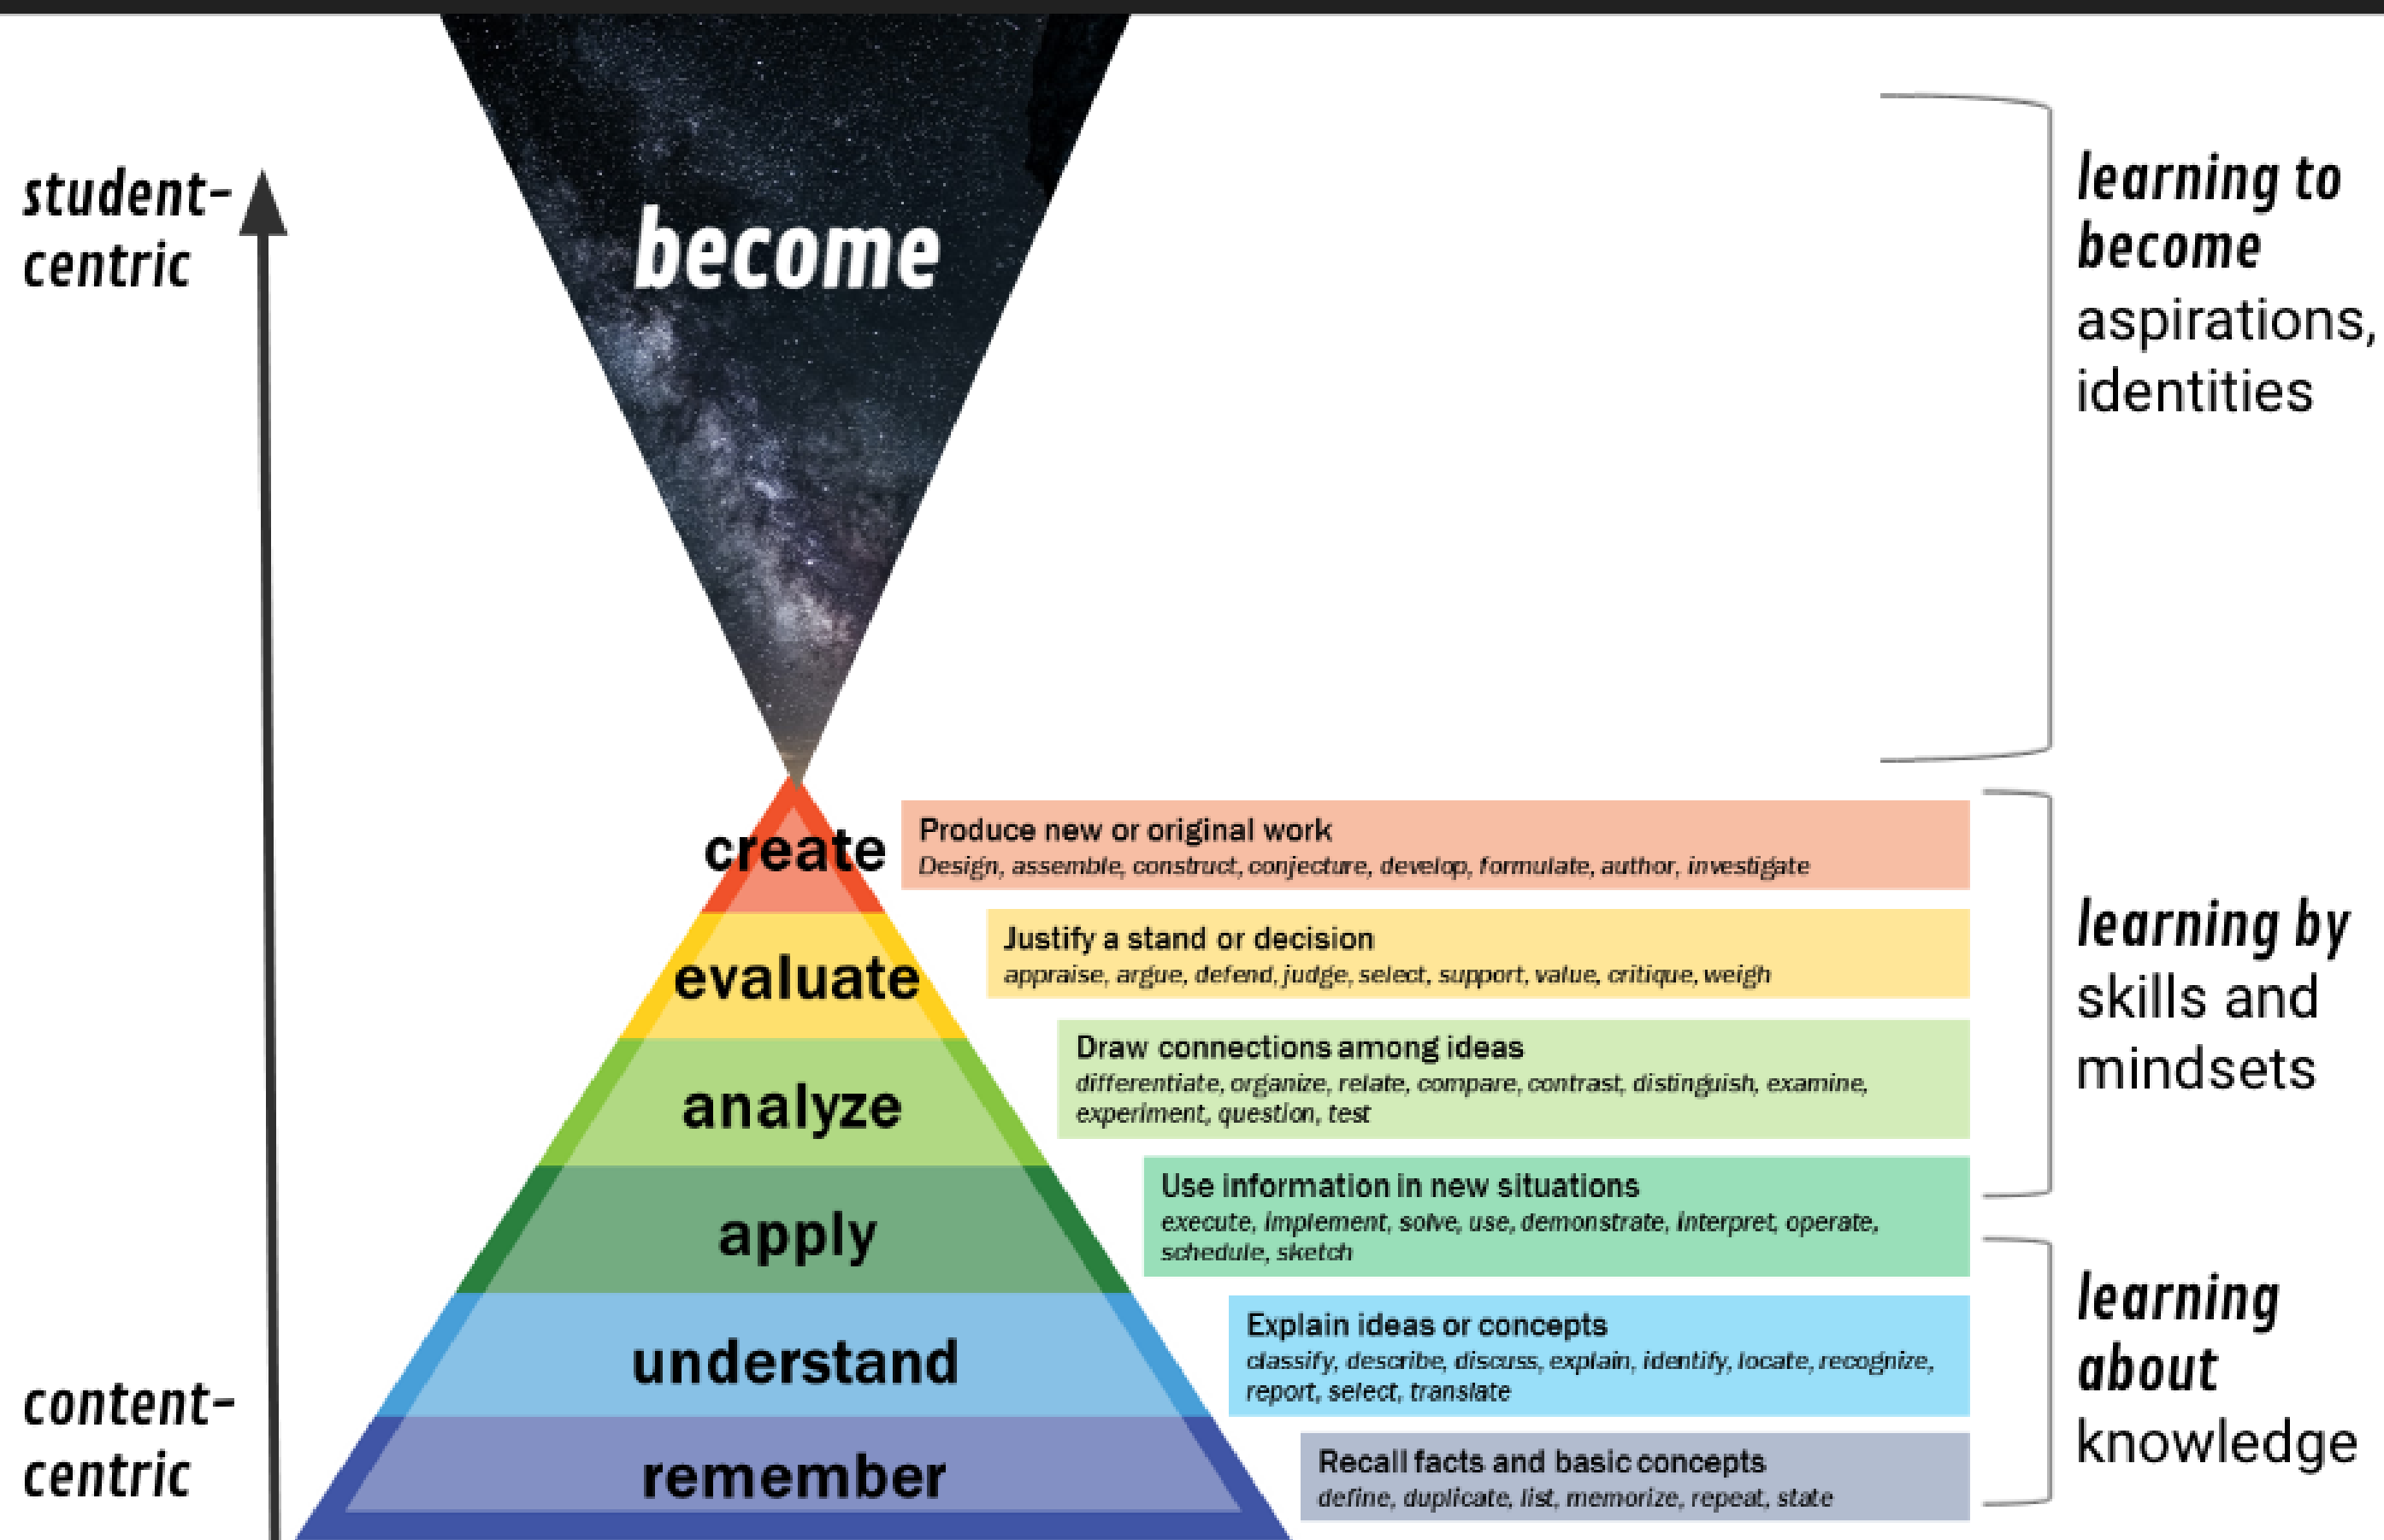 student-
centric
become
learning to
become
aspirations,
identities
create
Produce new or original work
Design, assemble, construct, conjecture, develop, formulate, author, investigate
evaluate
Justify a stand or decision
appraise, argue, defend, judge, select, support, value, critique, weigh
learning by
skills and
mindsets
analyze
Draw connections among ideas
differentiate, organize, relate, compare, contrast, distinguish, examine,
experiment, question, test
apply
Use information in new situations
execute, implement, solve, use, demonstrate, interpret, operate,
schedule, sketch
understand
Explain ideas or concepts
classify, describe, discuss, explain, identify, locate, recognize,
report, select, translate
learning
about
knowledge
content-
centric
remember
Recall facts and basic concepts
define, duplicate, list, memorize, repeat, state